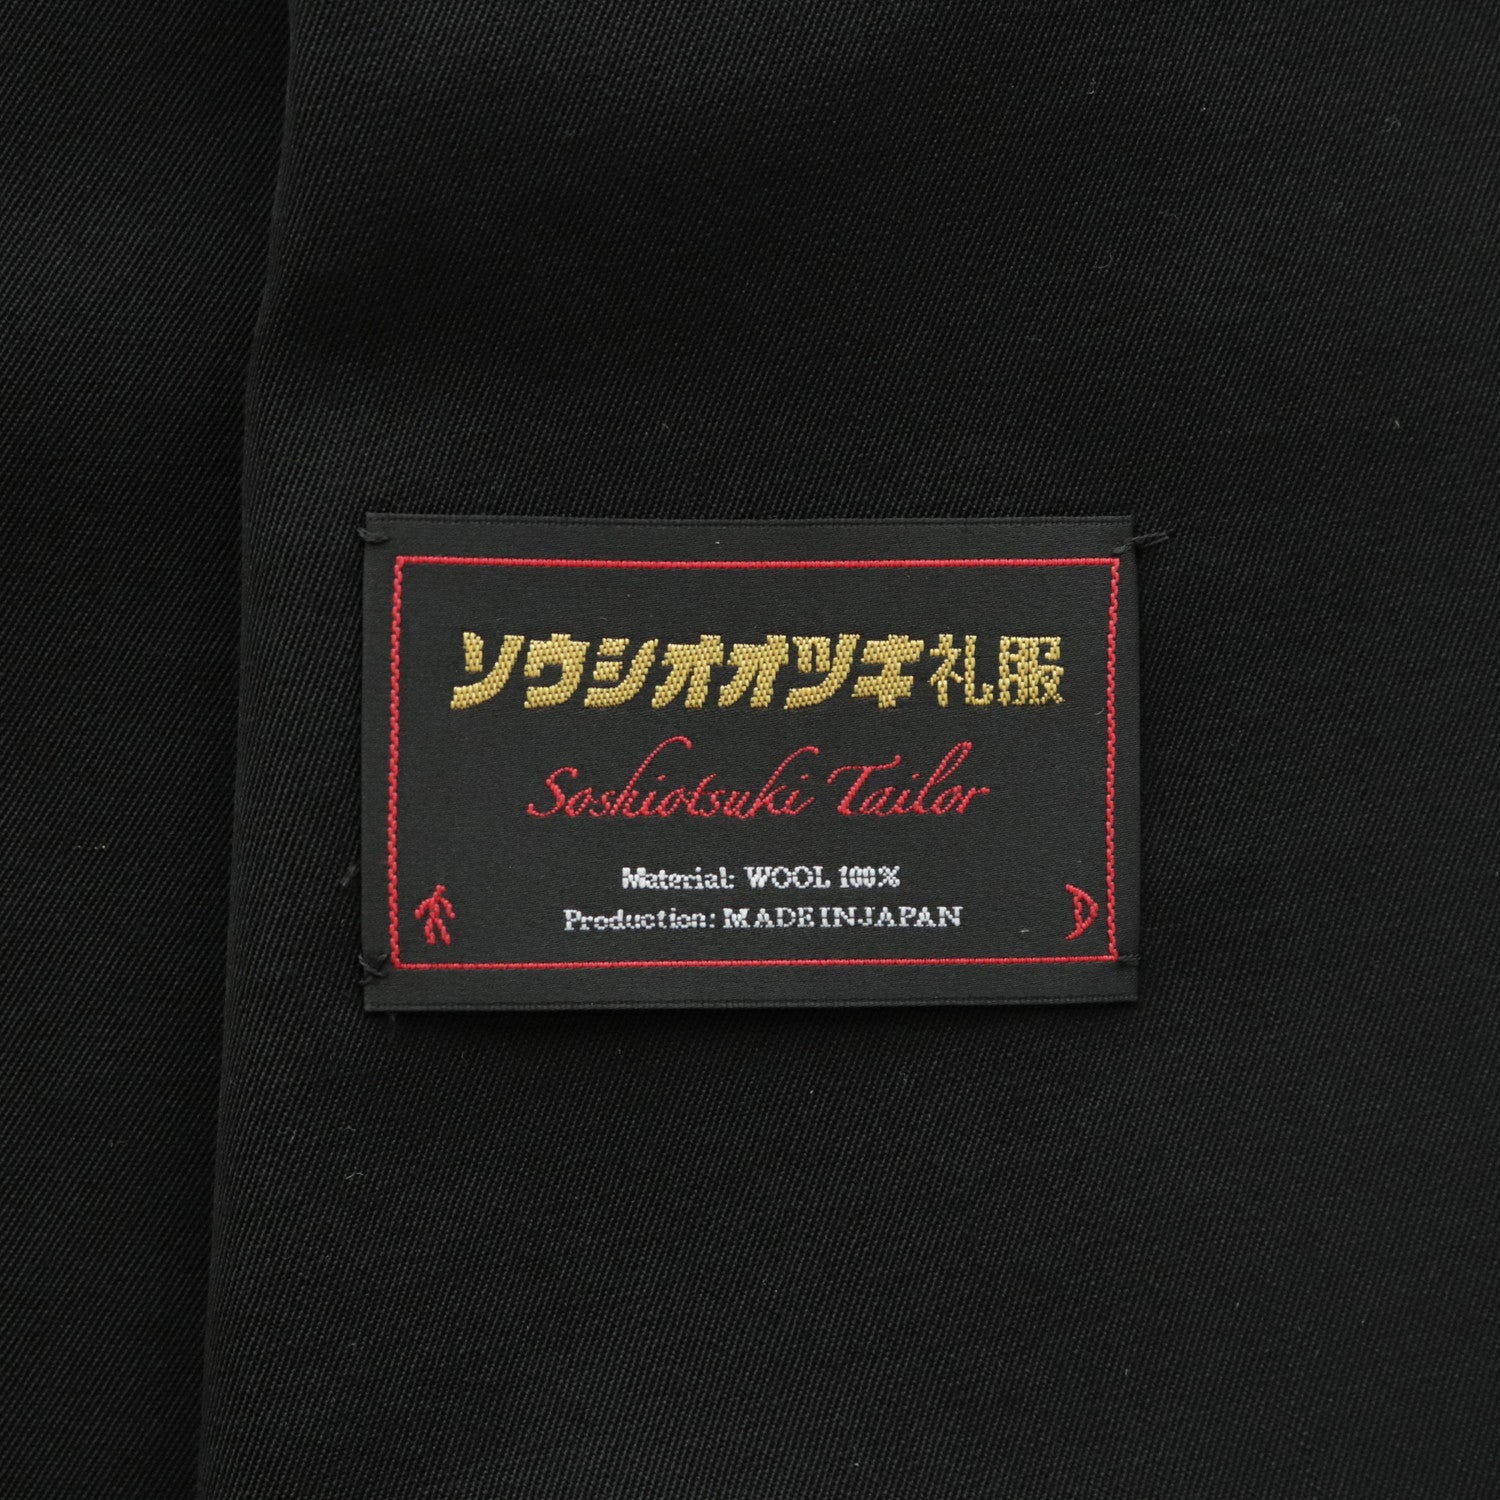 ソウシオオツキ礼服
Soshiotsuki Tailor
Material: WOOL 100%
Production: MADE IN JAPAN